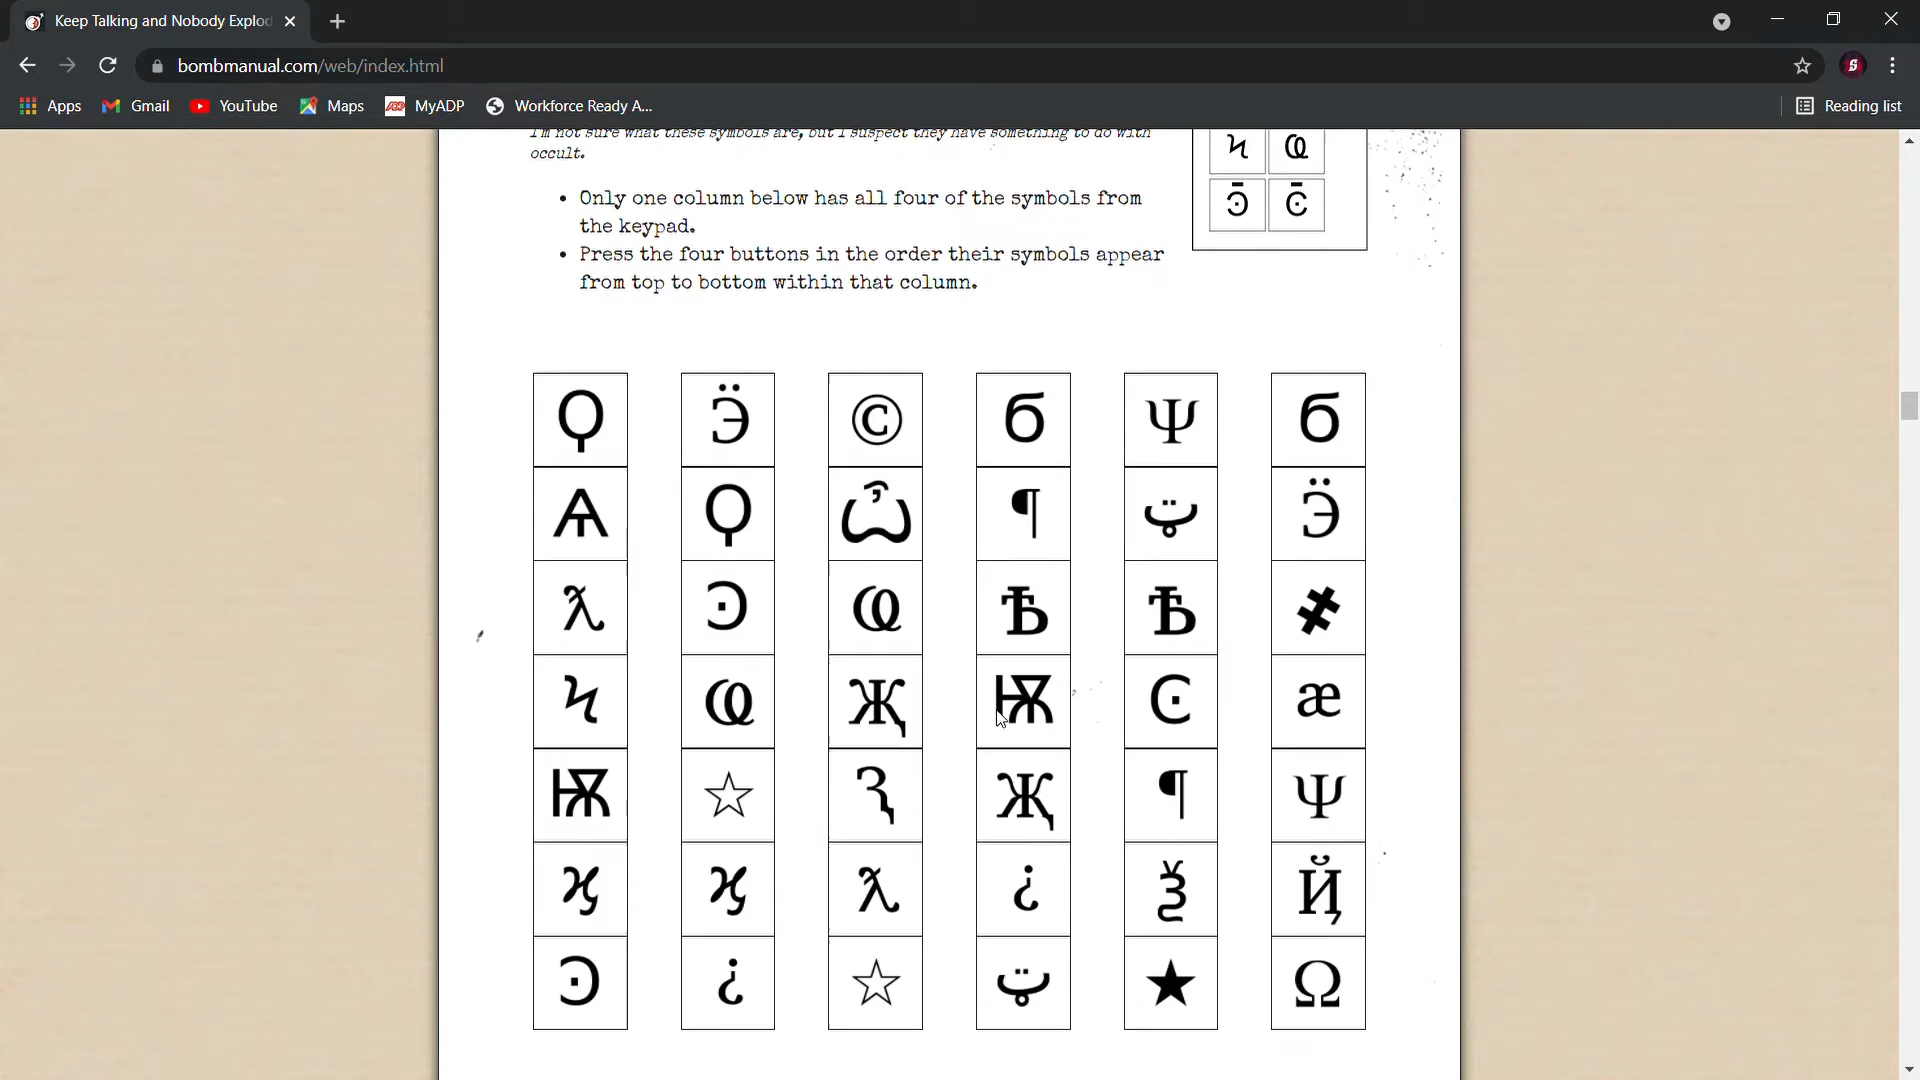 Keep Talking and Nobody Explod
bombmanual.com/web/index.html
Apps Gmail YouTube Maps MyADP Workforce Ready A... Reading list
I'm not sure what these symbols are, but I suspect they have something to do with
occult.
• Only one column below has all four of the symbols from
the keypad.
• Press the four buttons in the order their symbols appear
from top to bottom within that column.
Ϟ Ҩ
Ͽ Ͼ
Ϙ Ӭ © Ϭ Ψ Ϭ
Ѧ Ϙ Ѽ ¶ ټ Ӭ
ƛ Ͽ Ҩ Ѣ Ѣ ҂
Ϟ Ҩ Җ Ѭ Ͼ æ
Ѭ ☆ Ԇ Җ ¶ Ψ
ϗ ϗ ƛ ¿ Ѯ Ҋ
Ͽ ¿ ☆ ټ ★ Ω